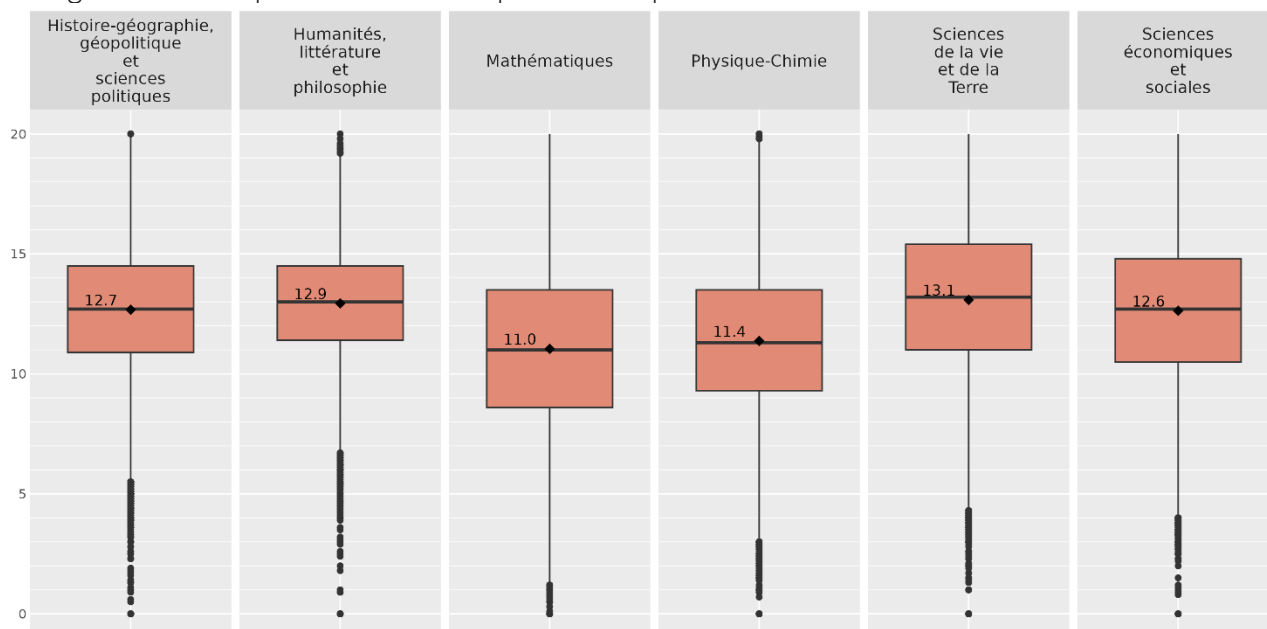 Histoire-géographie,
géopolitique
et
sciences
politiques
Humanités,
littérature
et
philosophie
Mathématiques
Physique-Chimie
Sciences
de la vie
et de la
Terre
Sciences
économiques
et
sociales
20
15
10
5
0
12.7
12.9
11.0
11.4
13.1
12.6